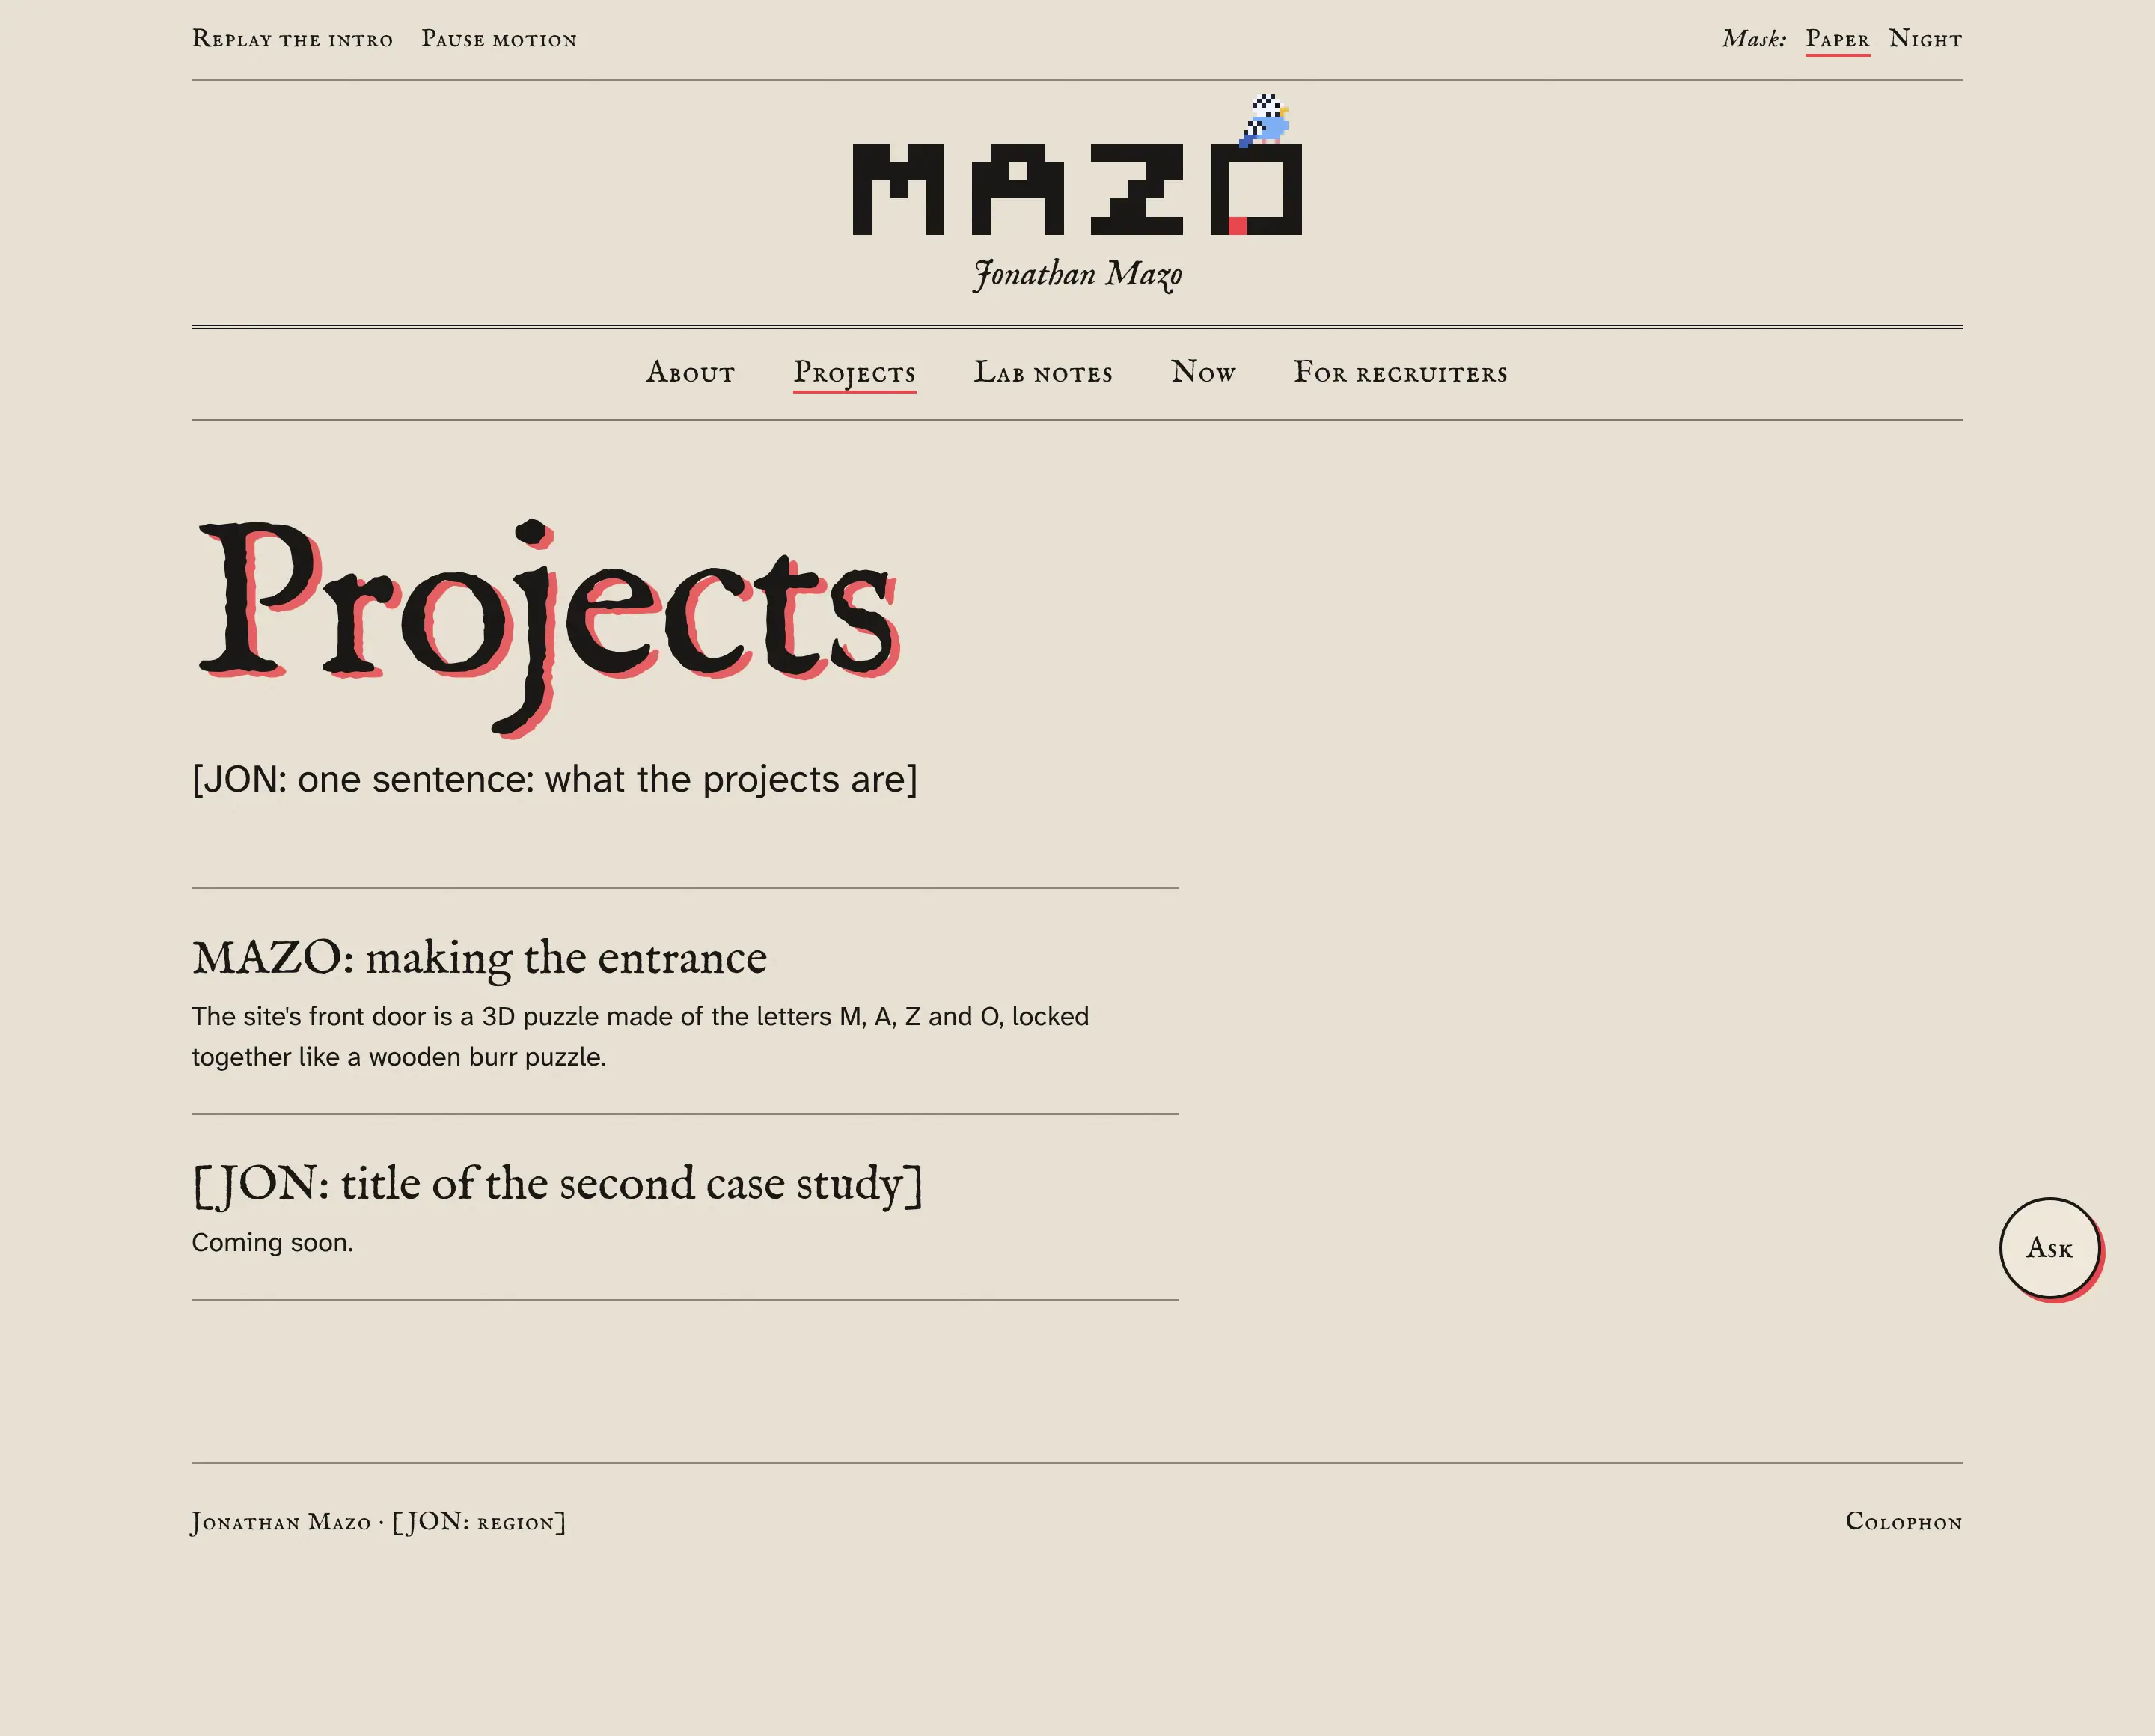 Replay the intro Pause motion Mask: Paper Night
MAZO
Jonathan Mazo
About Projects Lab notes Now For recruiters
Projects
[JON: one sentence: what the projects are]
MAZO: making the entrance
The site's front door is a 3D puzzle made of the letters M, A, Z and O, locked
together like a wooden burr puzzle.
[JON: title of the second case study]
Coming soon.
Ask
Jonathan Mazo · [JON: region] Colophon